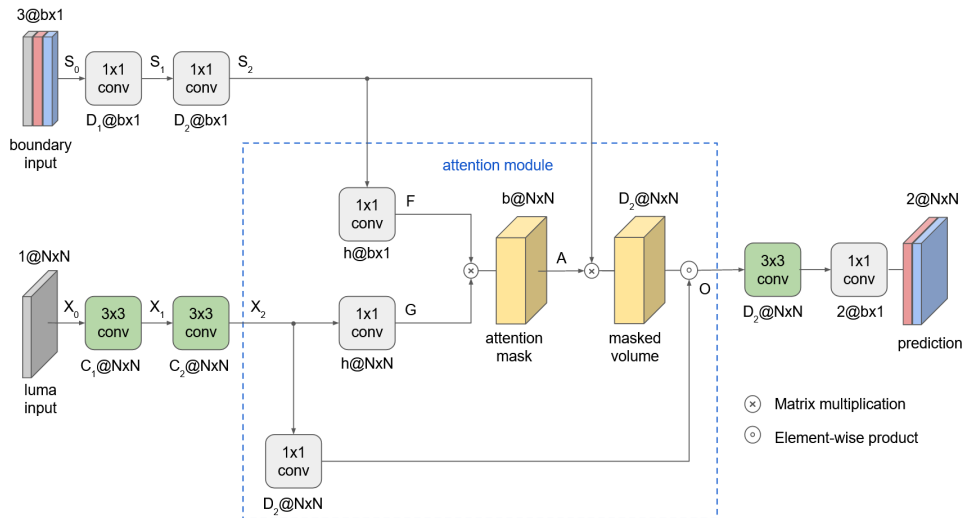 3@bx1
S₀
1x1
conv
D₁@bx1
S₁
1x1
conv
D₂@bx1
S₂
boundary
input
attention module
1x1
conv
h@bx1
F
b@NxN
attention
mask
A
D₂@NxN
masked
volume
1@NxN
luma
input
X₀
3x3
conv
C₁@NxN
X₁
3x3
conv
C₂@NxN
X₂
1x1
conv
h@NxN
G
1x1
conv
D₂@NxN
O
3x3
conv
D₂@NxN
1x1
conv
2@bx1
2@NxN
prediction
Matrix multiplication
Element-wise product